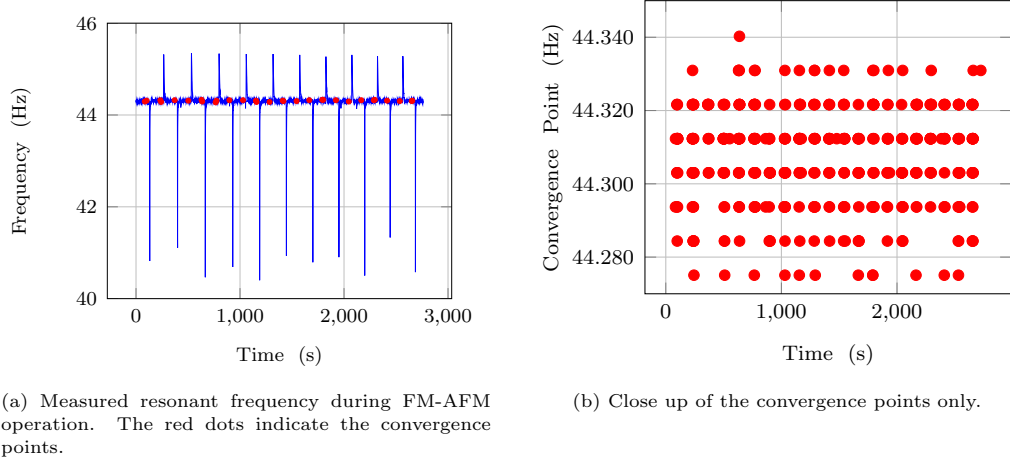 46
44
42
40
Frequency (Hz)
0
1,000
2,000
3,000
Time (s)
(a) Measured resonant frequency during FM-AFM
operation. The red dots indicate the convergence
points.
44.340
44.320
44.300
44.280
Convergence Point (Hz)
0
1,000
2,000
Time (s)
(b) Close up of the convergence points only.